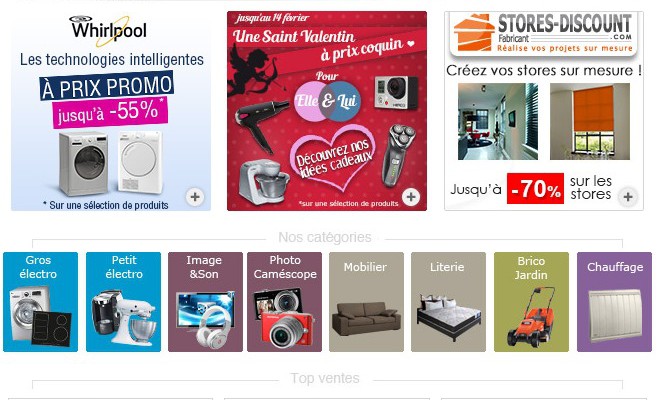 Whirlpool
Les technologies intelligentes
À PRIX PROMO
jusqu'à -55%*
* Sur une sélection de produits
jusqu'au 14 février
Une Saint Valentin
à prix coquin
Pour
Elle & Lui
Découvrez nos
idées cadeaux
*sur une sélection de produits.
STORES-DISCOUNT
Fabricant
.COM
Réalise vos projets sur mesure
Créez vos stores sur mesure !
Jusqu'à -70% sur les
stores
Nos catégories
Gros
électro
Petit
électro
Image
&Son
Photo
Caméscope
Mobilier
Literie
Brico
Jardin
Chauffage
Top ventes